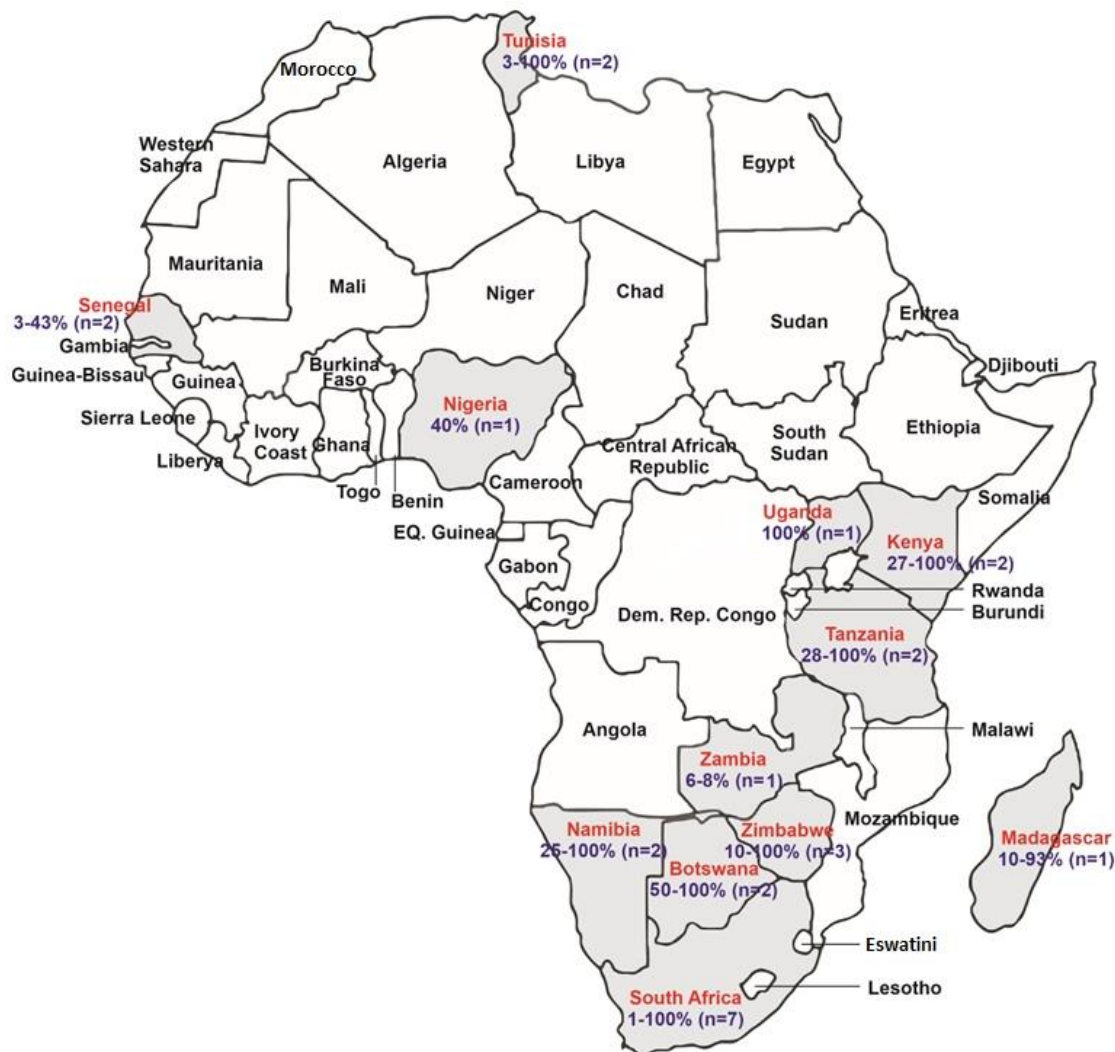 Tunisia
3-100% (n=2)
Morocco
Western
Sahara
Algeria
Libya
Egypt
Mauritania
Mali
Niger
Chad
Sudan
Eritrea
Senegal
3-43% (n=2)
Gambia
Guinea-Bissau
Guinea
Burkina
Faso
Djibouti
Sierra Leone
Ivory
Coast
Ghana
Nigeria
40% (n=1)
Liberya
Togo
Benin
Cameroon
Central African
Republic
South
Sudan
Ethiopia
Somalia
EQ. Guinea
Gabon
Congo
Dem. Rep. Congo
Uganda
100% (n=1)
Kenya
27-100% (n=2)
Rwanda
Burundi
Tanzania
28-100% (n=2)
Angola
Zambia
6-8% (n=1)
Malawi
Mozambique
Namibia
25-100% (n=2)
Botswana
50-100% (n=2)
Zimbabwe
10-100% (n=3)
Madagascar
10-93% (n=1)
Eswatini
Lesotho
South Africa
1-100% (n=7)